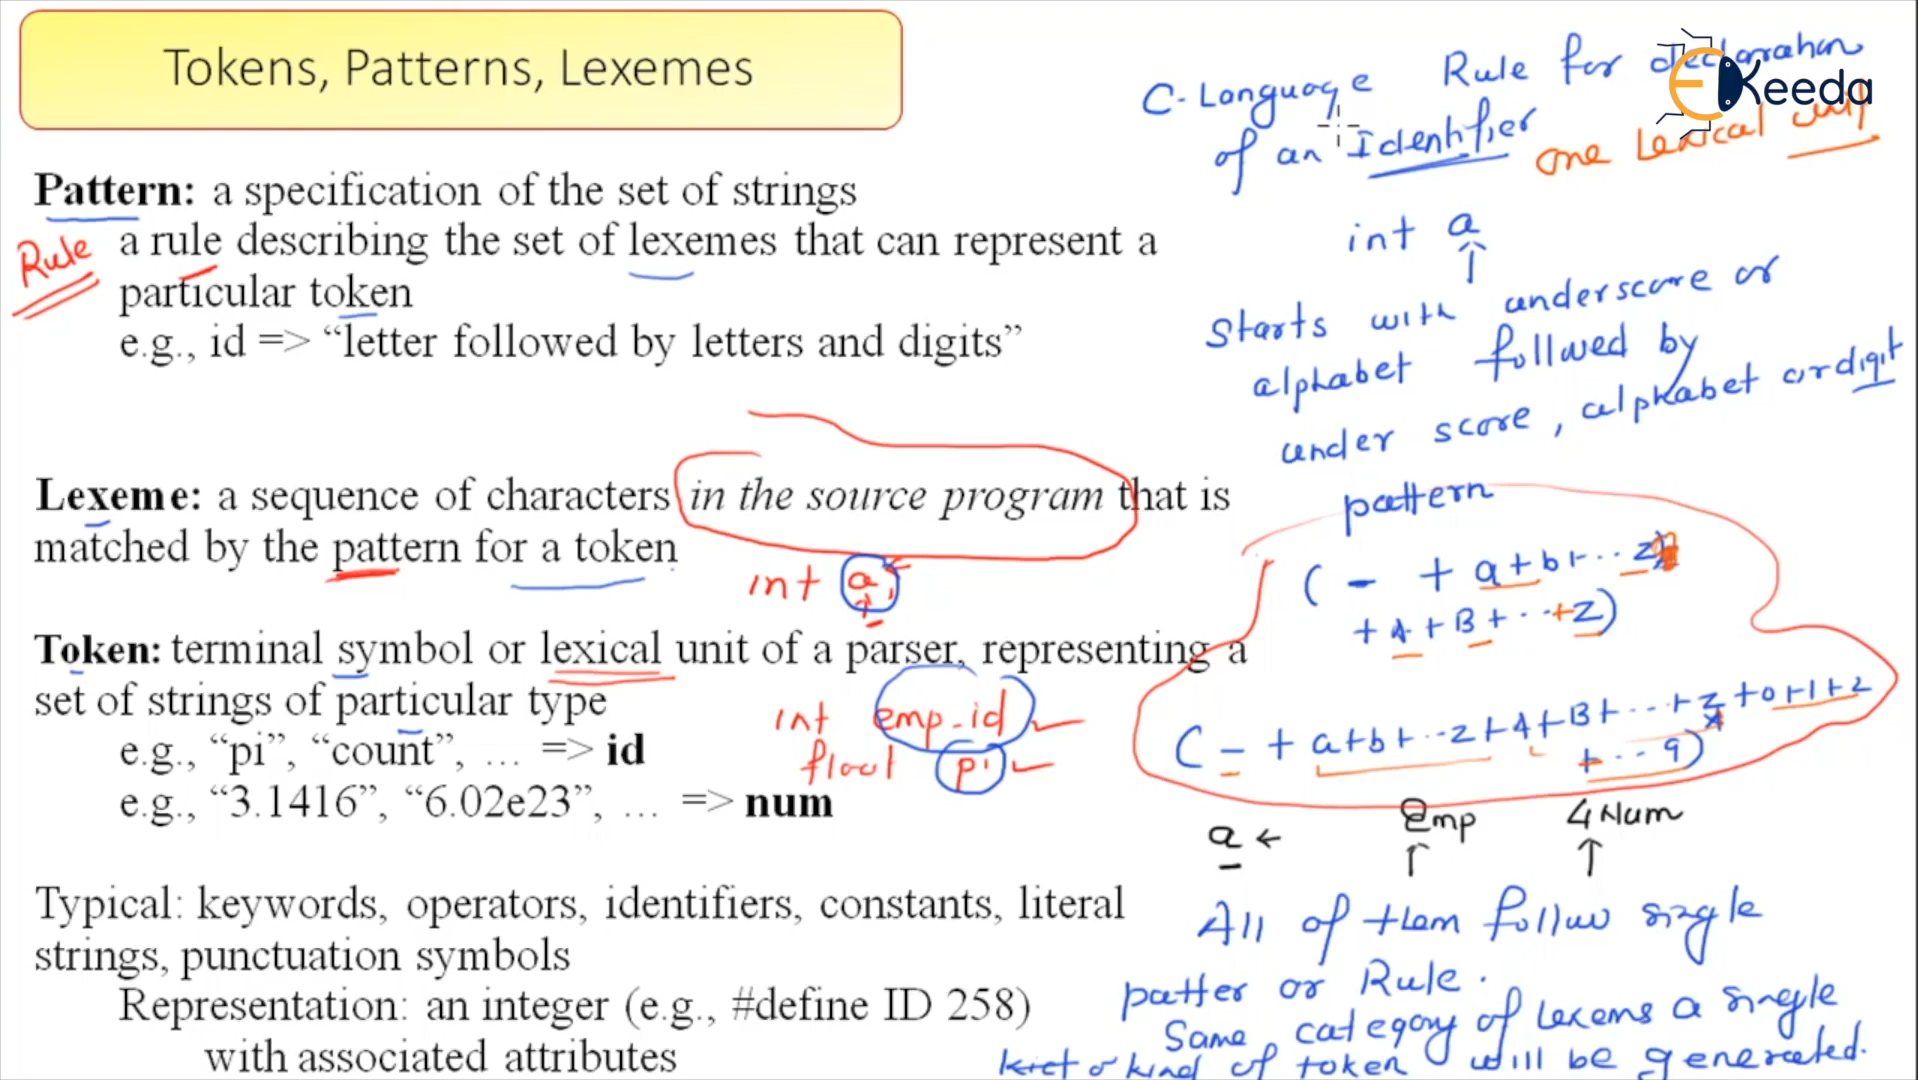 Tokens, Patterns, Lexemes
Pattern: a specification of the set of strings
Rule
a rule describing the set of lexemes that can represent a
particular token
e.g., id => “letter followed by letters and digits”
Lexeme: a sequence of characters in the source program that is
matched by the pattern for a token
int a,
Token: terminal symbol or lexical unit of a parser, representing a
set of strings of particular type
int emp-id
e.g., “pi”, “count”, … => id
float pi
e.g., “3.1416”, “6.02e23”, … => num
Typical: keywords, operators, identifiers, constants, literal
strings, punctuation symbols
Representation: an integer (e.g., #define ID 258)
with associated attributes
C-Language Rule for declaration
EKeeda
of an Identifier one Lexical unit
int a
Starts with underscore or
alphabet follwed by
under score, alphabet or digit
pattern
( - + a+b+...z
+ A+B+...+Z)
( - + a+b+...z+A+B+...+Z+0+1+2
+...9)*
a ← Emp 4Num
All of them follow single
patter or Rule.
Same category of Lexems a single
kind of token will be generated.